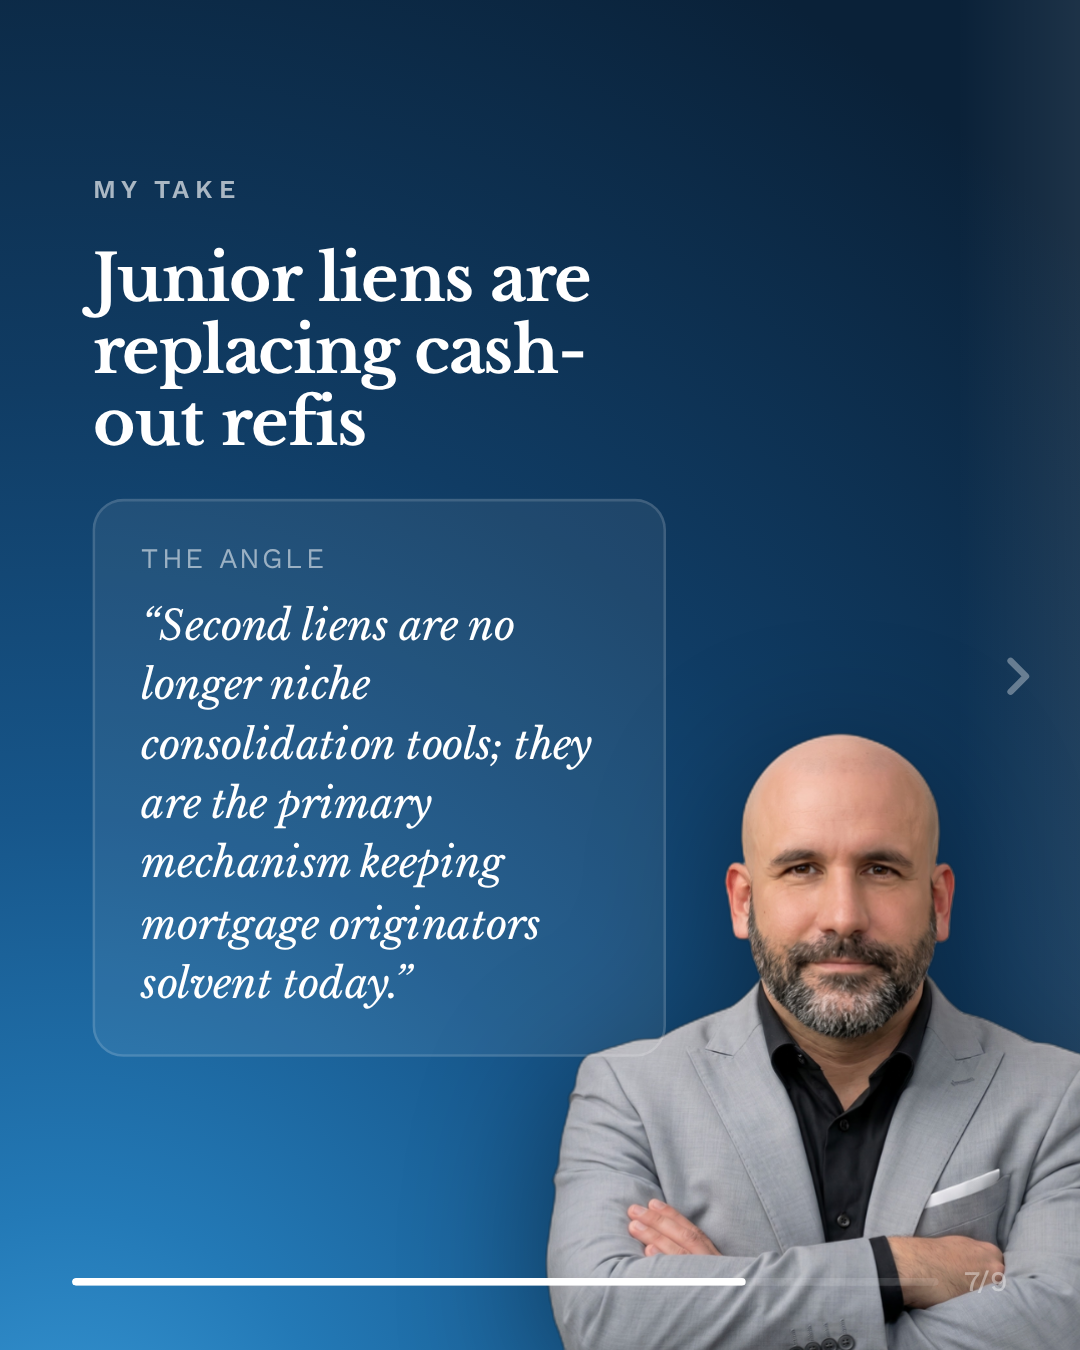 MY TAKE
Junior liens are
replacing cash-
out refis
THE ANGLE
“Second liens are no
longer niche
consolidation tools; they
are the primary
mechanism keeping
mortgage originators
solvent today.”
7/9